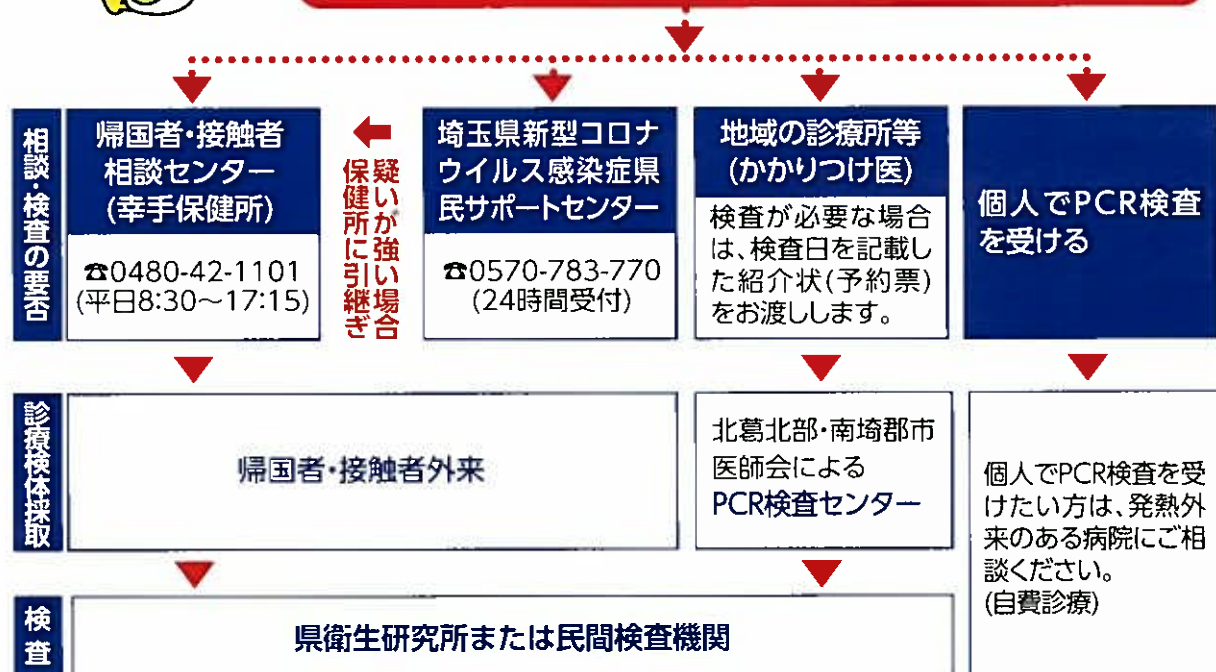 相談・検査の要否
帰国者・接触者
相談センター
(幸手保健所)
☎0480-42-1101
(平日8:30～17:15)
疑いが強い場合
保健所に引継ぎ
埼玉県新型コロナ
ウイルス感染症県
民サポートセンター
☎0570-783-770
(24時間受付)
地域の診療所等
(かかりつけ医)
検査が必要な場合
は、検査日を記載し
た紹介状(予約票)
をお渡しします。
個人でPCR検査
を受ける
診療検体採取
帰国者・接触者外来
北葛北部・南埼郡市
医師会による
PCR検査センター
個人でPCR検査を受
けたい方は、発熱外
来のある病院にご相
談ください。
(自費診療)
検査
県衛生研究所または民間検査機関